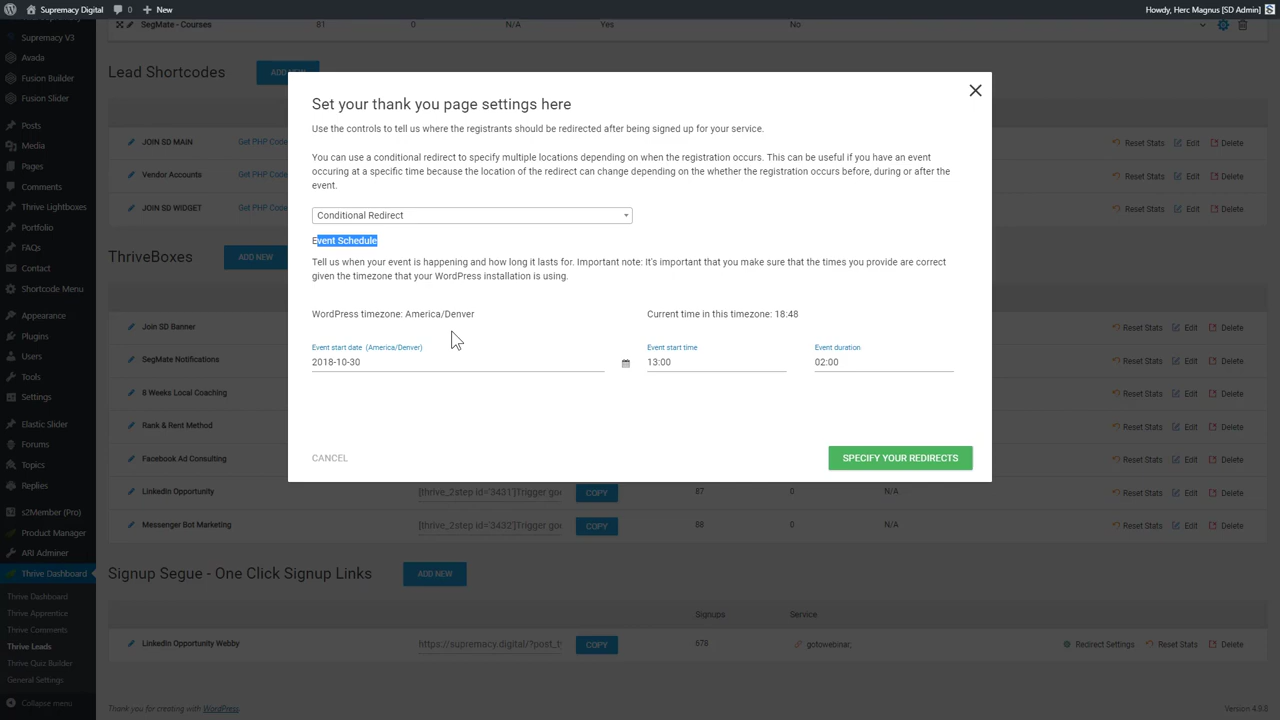 Supremacy Digital 0 New Howdy, Herc Magnus [SD Admin]
Supremacy V3
Avada
Fusion Builder
Fusion Slider
Posts
Media
Pages
Comments
Thrive Lightboxes
Portfolio
FAQs
Contact
Shortcode Menu
Appearance
Plugins
Users
Tools
Settings
Elastic Slider
Forums
Topics
Replies
s2Member (Pro)
Product Manager
ARI Adminer
Thrive Dashboard
Thrive Dashboard
Thrive Apprentice
Thrive Comments
Thrive Leads
Thrive Quiz Builder
General Settings
Collapse menu
SegMate - Courses 81 0 N/A Yes No
Lead Shortcodes
JOIN SD MAIN Get PHP Code Reset Stats Edit Delete
Vendor Accounts Get PHP Code Reset Stats Edit Delete
JOIN SD WIDGET Get PHP Code Reset Stats Edit Delete
ThriveBoxes ADD NEW
Join SD Banner Reset Stats Edit Delete
SegMate Notifications Reset Stats Edit Delete
8 Weeks Local Coaching Reset Stats Edit Delete
Rank & Rent Method Reset Stats Edit Delete
Facebook Ad Consulting Reset Stats Edit Delete
LinkedIn Opportunity [thrive_2step id='3431']Trigger COPY 87 0 N/A Reset Stats Edit Delete
Messenger Bot Marketing [thrive_2step id='3432']Trigger COPY 88 0 N/A Reset Stats Edit Delete
Set your thank you page settings here
Use the controls to tell us where the registrants should be redirected after being signed up for your service.
You can use a conditional redirect to specify multiple locations depending on when the registration occurs. This can be useful if you have an event
occuring at a specific time because the location of the redirect can change depending on the whether the registration occurs before, during or after the
event.
Conditional Redirect
Event Schedule
Tell us when your event is happening and how long it lasts for. Important note: It's important that you make sure that the times you provide are correct
given the timezone that your WordPress installation is using.
WordPress timezone: America/Denver Current time in this timezone: 18:48
Event start date (America/Denver) Event start time Event duration
2018-10-30 13:00 02:00
CANCEL SPECIFY YOUR REDIRECTS
Signup Segue - One Click Signup Links ADD NEW
Signups Service
LinkedIn Opportunity Webby https://supremacy.digital/?post_t COPY 678 gotowebinar. Redirect Settings Reset Stats Delete
Thank you for creating with WordPress. Version 4.9.8